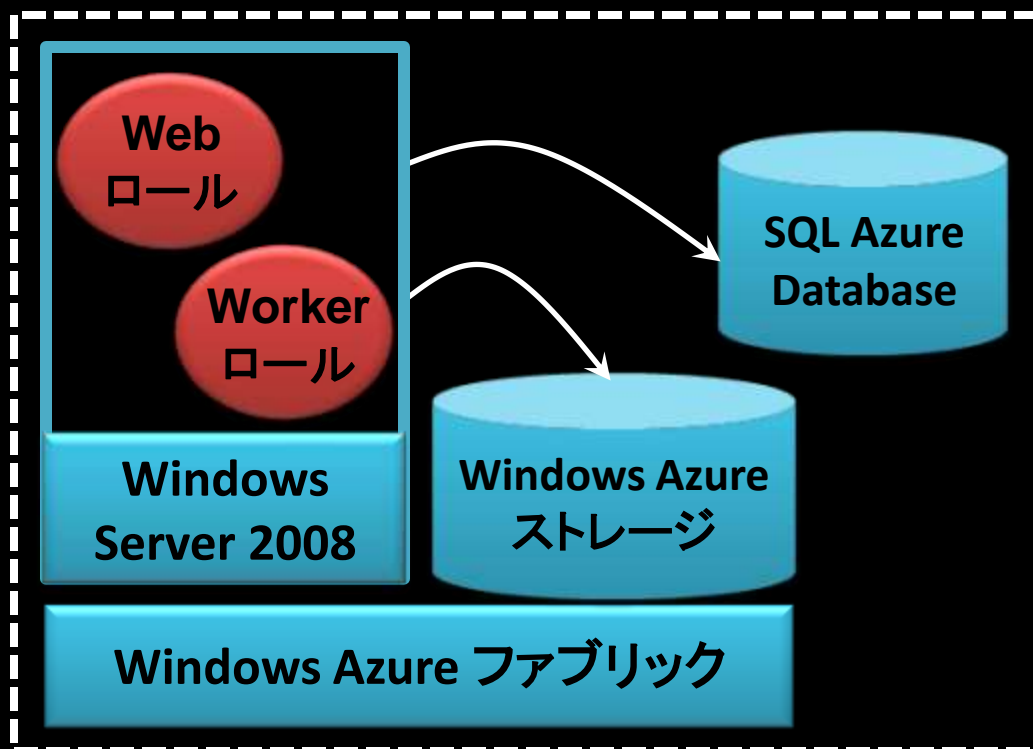 Web
ロール
Worker
ロール
Windows
Server 2008
SQL Azure
Database
Windows Azure
ストレージ
Windows Azure ファブリック